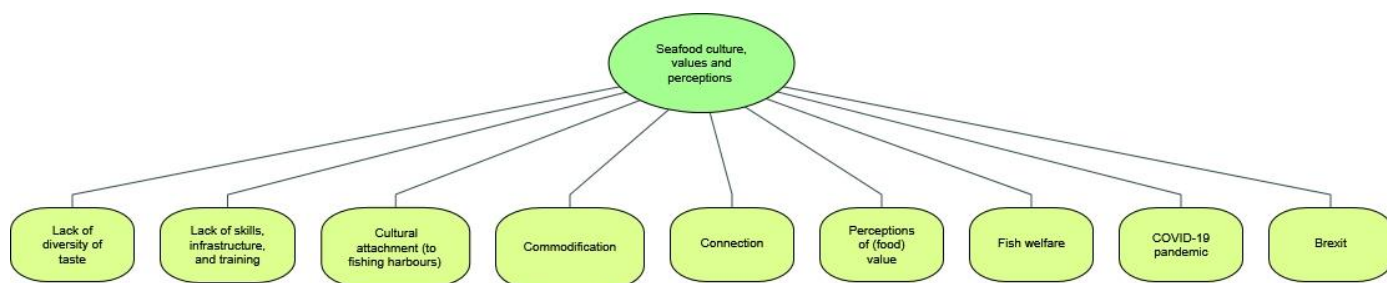 Seafood culture,
values and
perceptions
Lack of
diversity of
taste
Lack of skills,
infrastructure,
and training
Cultural
attachment (to
fishing harbours)
Commodification
Connection
Perceptions
of (food)
value
Fish welfare
COVID-19
pandemic
Brexit